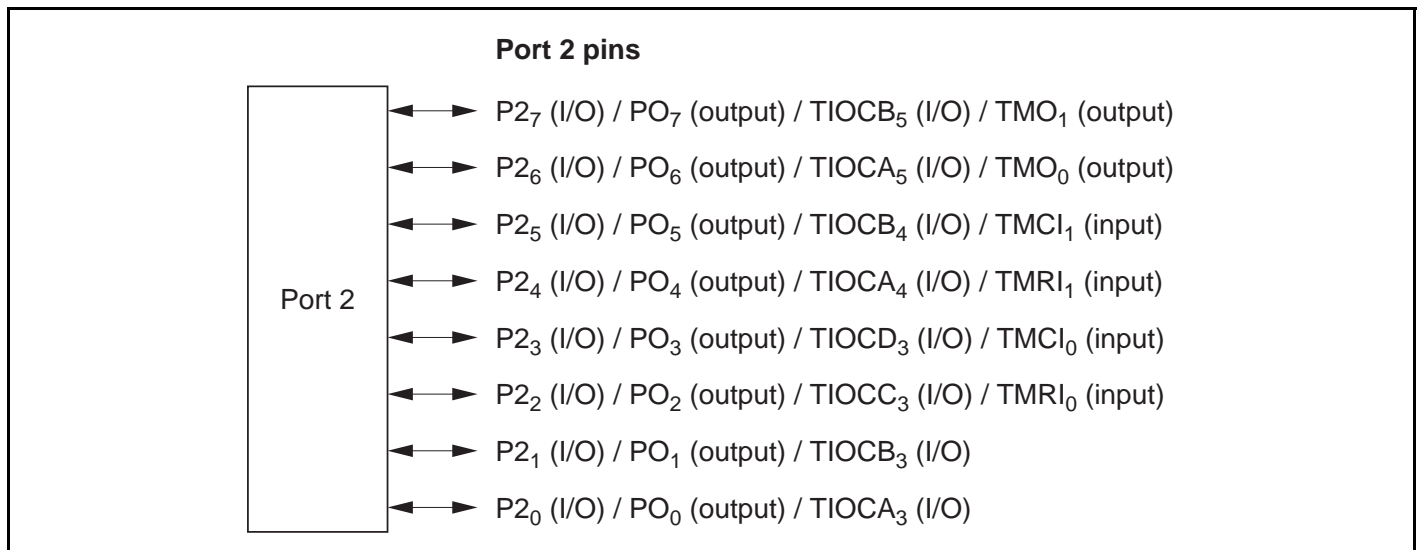 Port 2 pins
P2₇ (I/O) / PO₇ (output) / TIOCB₅ (I/O) / TMO₁ (output)
P2₆ (I/O) / PO₆ (output) / TIOCA₅ (I/O) / TMO₀ (output)
P2₅ (I/O) / PO₅ (output) / TIOCB₄ (I/O) / TMCI₁ (input)
P2₄ (I/O) / PO₄ (output) / TIOCA₄ (I/O) / TMRI₁ (input)
Port 2
P2₃ (I/O) / PO₃ (output) / TIOCD₃ (I/O) / TMCI₀ (input)
P2₂ (I/O) / PO₂ (output) / TIOCC₃ (I/O) / TMRI₀ (input)
P2₁ (I/O) / PO₁ (output) / TIOCB₃ (I/O)
P2₀ (I/O) / PO₀ (output) / TIOCA₃ (I/O)